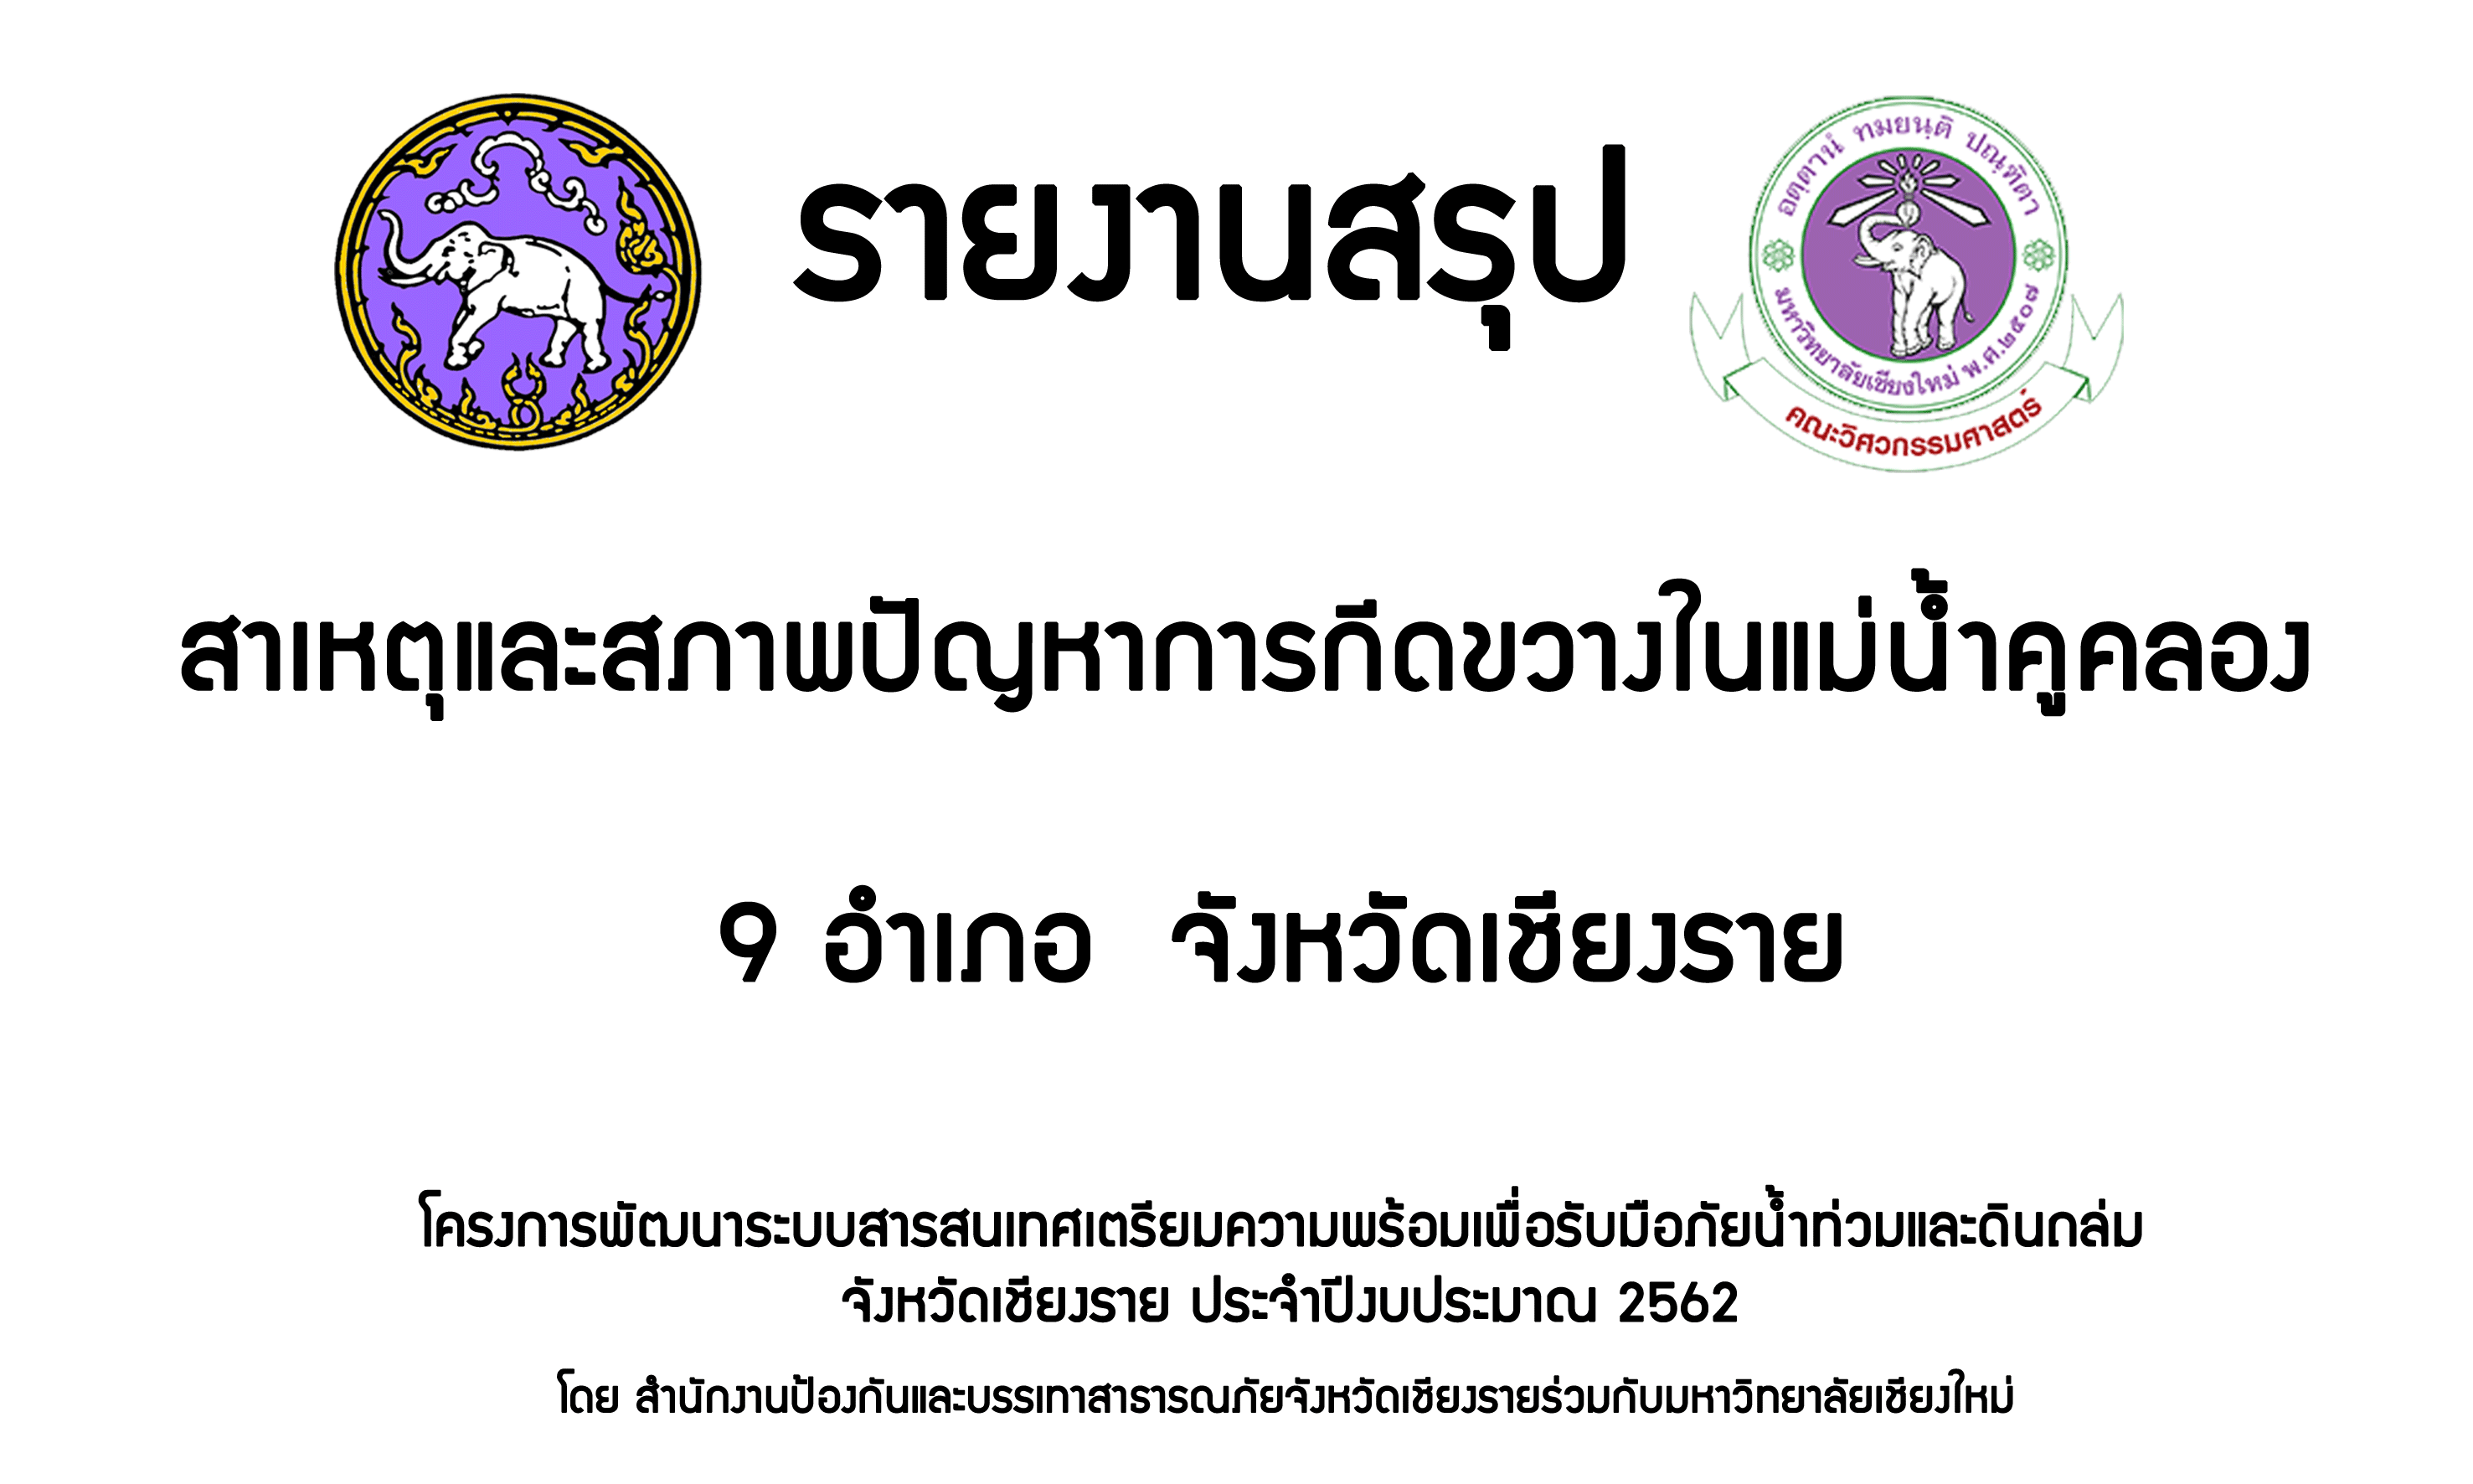 รายงานสรุป
อตฺตานํ ทมยนฺติ ปณฺฑิตา
มหาวิทยาลัยเชียงใหม่ พ.ศ.๒๕๐๗
คณะวิศวกรรมศาสตร์
สาเหตุและสภาพปัญหาการกีดขวางในแม่น้ำคูคลอง
9 อำเภอ จังหวัดเชียงราย
โครงการพัฒนาระบบสารสนเทศเตรียมความพร้อมเพื่อรับมือภัยน้ำท่วมและดินถล่ม
จังหวัดเชียงราย ประจำปีงบประมาณ 2562
โดย สำนักงานป้องกันและบรรเทาสาธารณภัยจังหวัดเชียงรายร่วมกับมหาวิทยาลัยเชียงใหม่